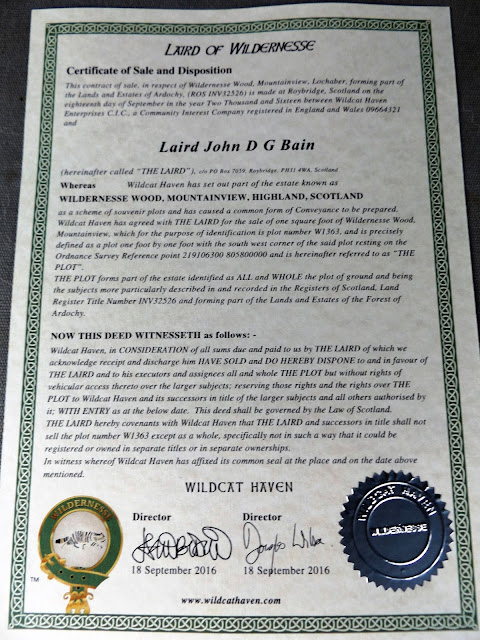 LAIRD OF WILDERNESSE
Certificate of Sale and Disposition
This contract of sale, in respect of Wildernesse Wood, Mountainview, Lochaber, forming part of
the Lands and Estates of Ardochy, (ROS INV32526) is made at Roybridge, Scotland on the
eighteenth day of September in the year Two Thousand and Sixteen between Wildcat Haven
Enterprises C.I.C., a Community Interest Company registered in England and Wales 09664321
and
Laird John D G Bain
(hereinafter called "THE LAIRD"), c/o PO Box 7059, Roybridge, PH31 4WA, Scotland
Whereas Wildcat Haven has set out part of the estate known as
WILDERNESSE WOOD, MOUNTAINVIEW, HIGHLAND, SCOTLAND
as a scheme of souvenir plots and has caused a common form of Conveyance to be prepared.
Wildcat Haven has agreed with THE LAIRD for the sale of one square foot of Wildernesse Wood,
Mountainview, which for the purpose of identification is plot number W1363, and is precisely
defined as a plot one foot by one foot with the south west corner of the said plot resting on the
Ordnance Survey Reference point 219106300 805800000 and is hereinafter referred to as "THE
PLOT".
THE PLOT forms part of the estate identified as ALL and WHOLE the plot of ground and being
the subjects more particularly described in and recorded in the Registers of Scotland, Land
Register Title Number INV32526 and forming part of the Lands and Estates of the Forest of
Ardochy.
NOW THIS DEED WITNESSETH as follows: -
Wildcat Haven, in CONSIDERATION of all sums due and paid to us by THE LAIRD of which we
acknowledge receipt and discharge him HAVE SOLD and DO HEREBY DISPONE to and in favour of
THE LAIRD and to his executors and assignees all and whole THE PLOT but without rights of
vehicular access thereto over the larger subjects; reserving those rights and the rights over THE
PLOT to Wildcat Haven and its successors in title of the larger subjects and all others authorised by
it; WITH ENTRY as at the below date. This deed shall be governed by the Law of Scotland.
THE LAIRD hereby covenants with Wildcat Haven that THE LAIRD and successors in title shall not
sell the plot number W1363 except as a whole, specifically not in such a way that it could be
registered or owned in separate titles or in separate ownerships.
In witness whereof Wildcat Haven has affixed its common seal at the place and on the date above
mentioned.
WILDCAT HAVEN
WILDERNESSE
TM
Director Director
18 September 2016 18 September 2016
WILDCAT HAVEN
WILDERNESSE
www.wildcathaven.com